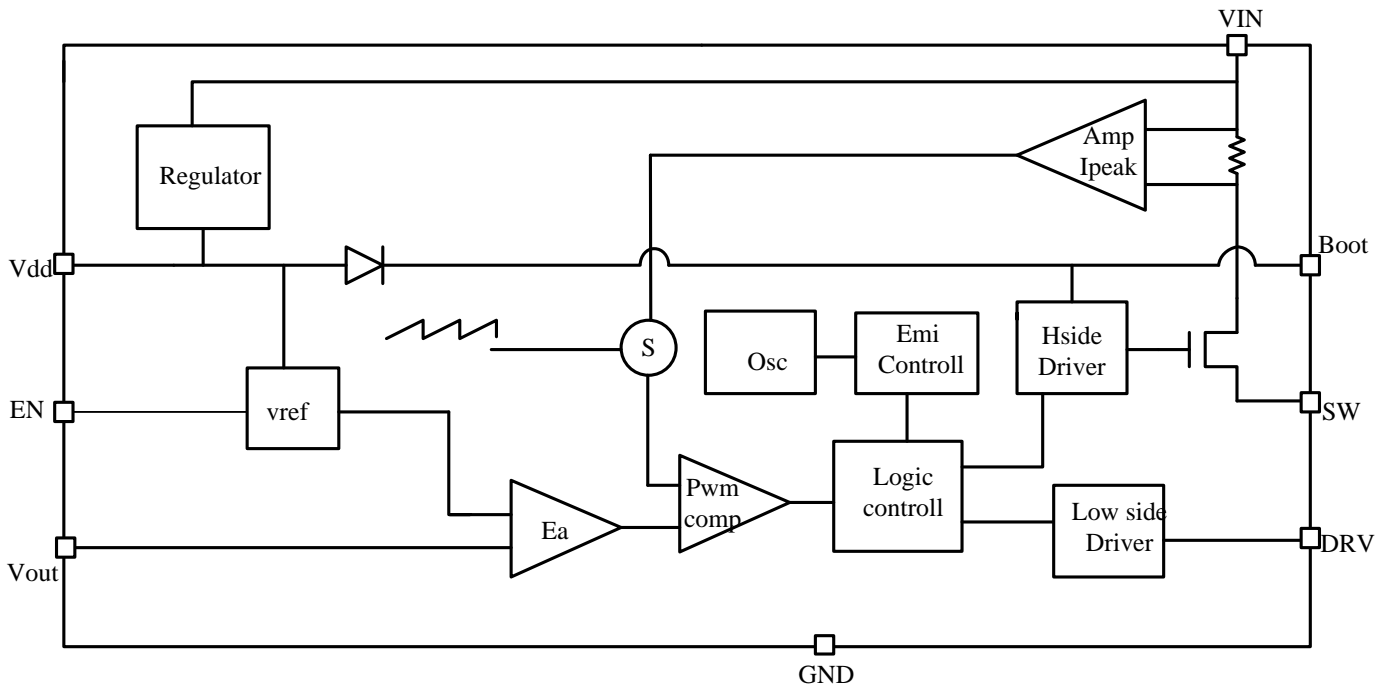 VIN
Amp
Ipeak
Regulator
Boot
Vdd
S
Osc
Emi
Controll
Hside
Driver
EN
vref
SW
Pwm
comp
Logic
controll
Ea
Low side
Driver
DRV
Vout
GND